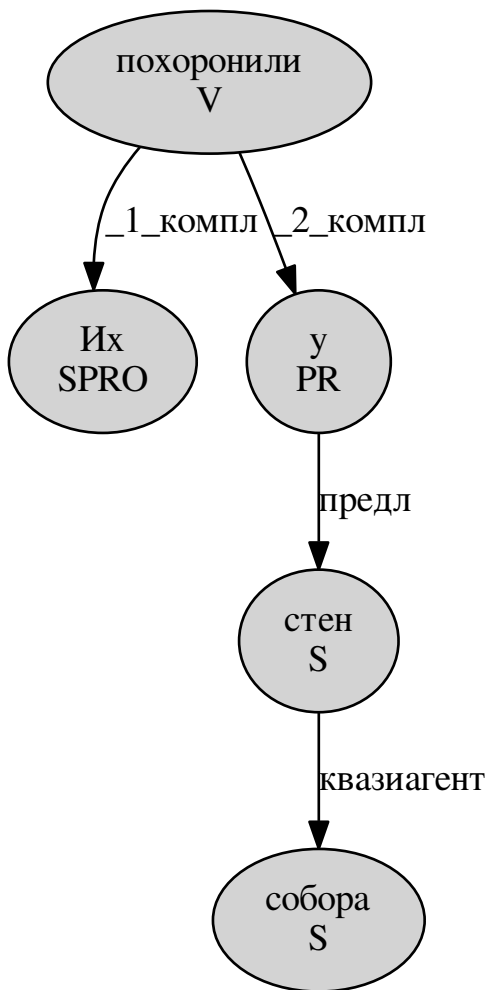 похоронили
V
_1_компл
_2_компл
Их
SPRO
у
PR
предл
стен
S
квазиагент
собора
S